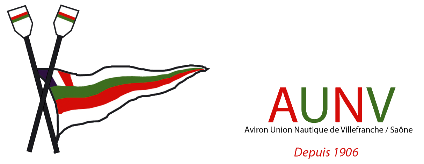 AUNV
Aviron Union Nautique de Villefranche / Saône
Depuis 1906